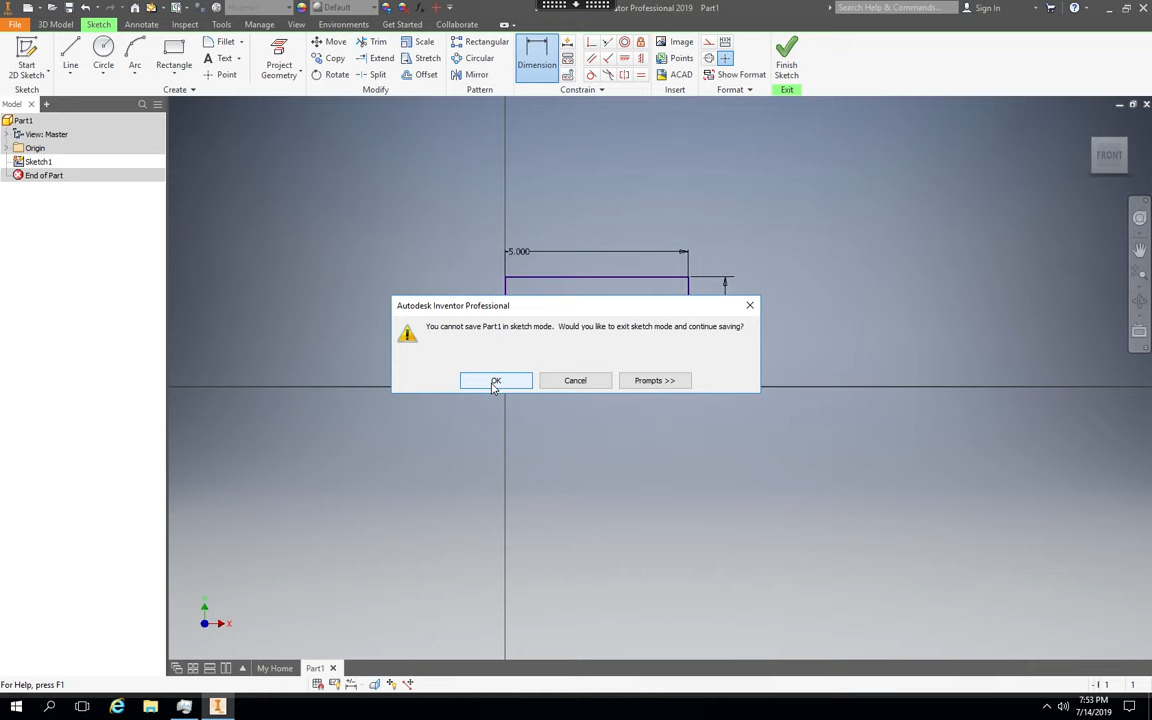 Material
Default
tor Professional 2019 Part1
Search Help & Commands...
Sign In
File 3D Model Sketch Annotate Inspect Tools Manage View Environments Get Started Collaborate
Start
2D Sketch
Line
Circle
Arc
Rectangle
Fillet
Text
Point
Project
Geometry
Move
Copy
Rotate
Trim
Extend
Split
Scale
Stretch
Offset
Rectangular
Circular
Mirror
Dimension
Image
Points
ACAD
Show Format
Finish
Sketch
Sketch
Create
Modify
Pattern
Constrain
Insert
Format
Exit
Model
Part1
View: Master
Origin
Sketch1
End of Part
FRONT
5.000
Autodesk Inventor Professional
You cannot save Part1 in sketch mode. Would you like to exit sketch mode and continue saving?
OK
Cancel
Prompts >>
Y
X
My Home
Part1
For Help, press F1
1
1
7:53 PM
7/14/2019